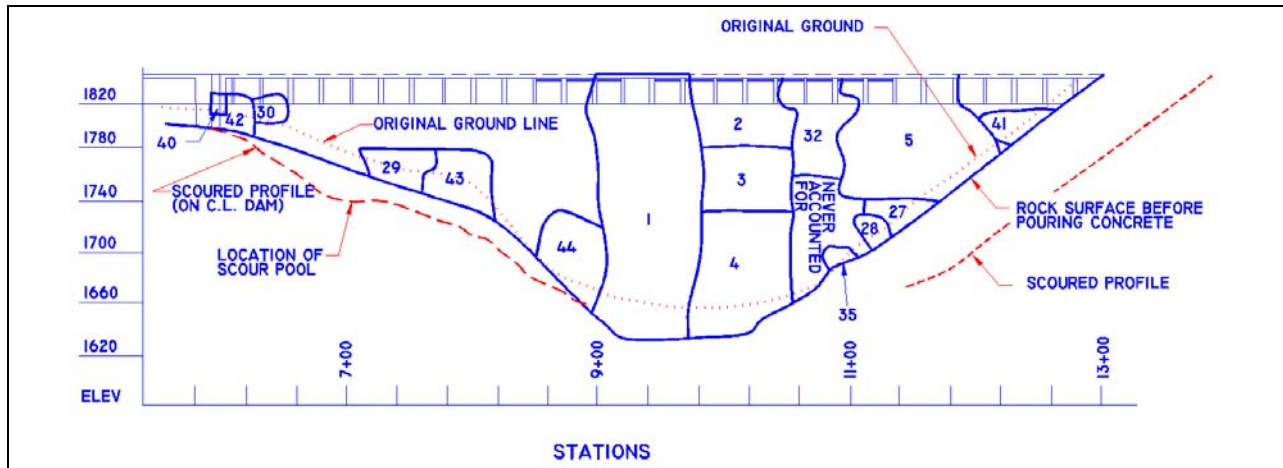 ORIGINAL GROUND
1820
1780
1740
1700
1660
1620
ELEV
40
42
30
ORIGINAL GROUND LINE
SCOURED PROFILE
(ON C.L. DAM)
LOCATION OF
SCOUR POOL
29
43
44
1
2
3
4
32
NEVER
ACCOUNTED
FOR
5
41
27
28
35
ROCK SURFACE BEFORE
POURING CONCRETE
SCOURED PROFILE
7+00
9+00
11+00
13+00
STATIONS